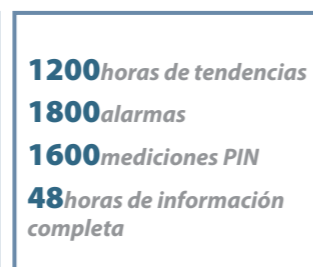 1200horas de tendencias
1800alarmas
1600mediciones PIN
48horas de información
completa